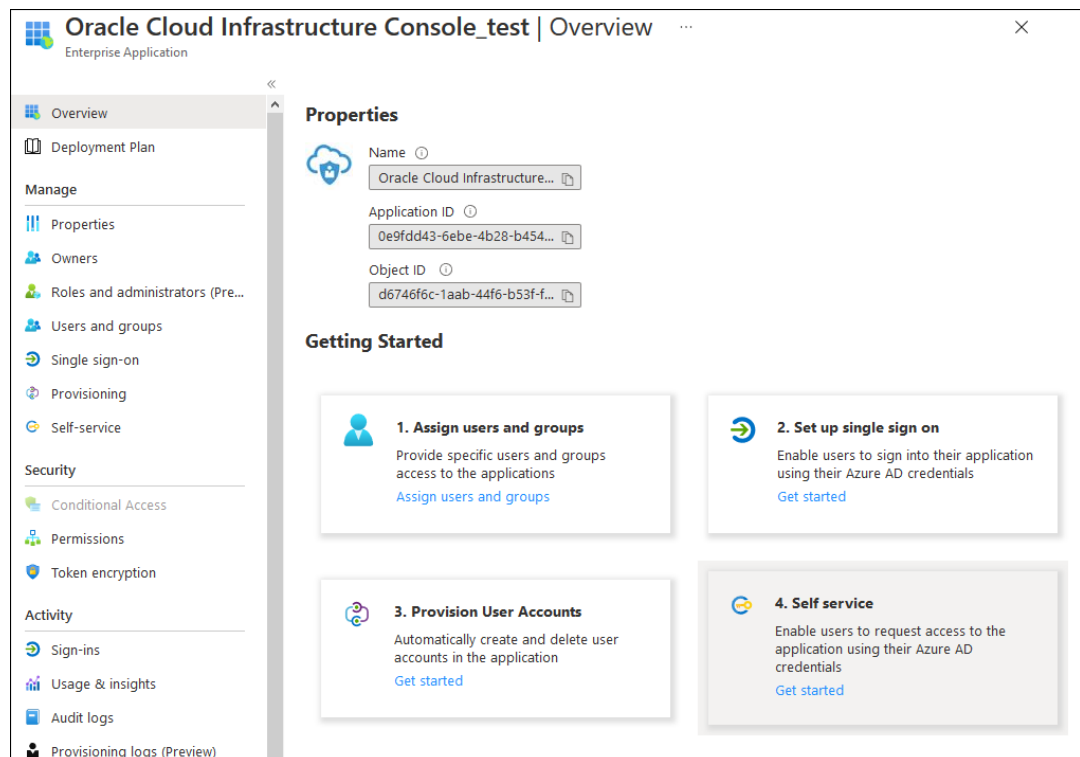 Oracle Cloud Infrastructure Console_test | Overview ...
Enterprise Application
«
Overview
Deployment Plan
Manage
Properties
Owners
Roles and administrators (Pre...
Users and groups
Single sign-on
Provisioning
Self-service
Security
Conditional Access
Permissions
Token encryption
Activity
Sign-ins
Usage & insights
Audit logs
Provisioning logs (Preview)
Properties
Name
Oracle Cloud Infrastructure...
Application ID
0e9fdd43-6ebe-4b28-b454...
Object ID
d6746f6c-1aab-44f6-b53f-f...
Getting Started
1. Assign users and groups
Provide specific users and groups
access to the applications
Assign users and groups
2. Set up single sign on
Enable users to sign into their application
using their Azure AD credentials
Get started
3. Provision User Accounts
Automatically create and delete user
accounts in the application
Get started
4. Self service
Enable users to request access to the
application using their Azure AD
credentials
Get started